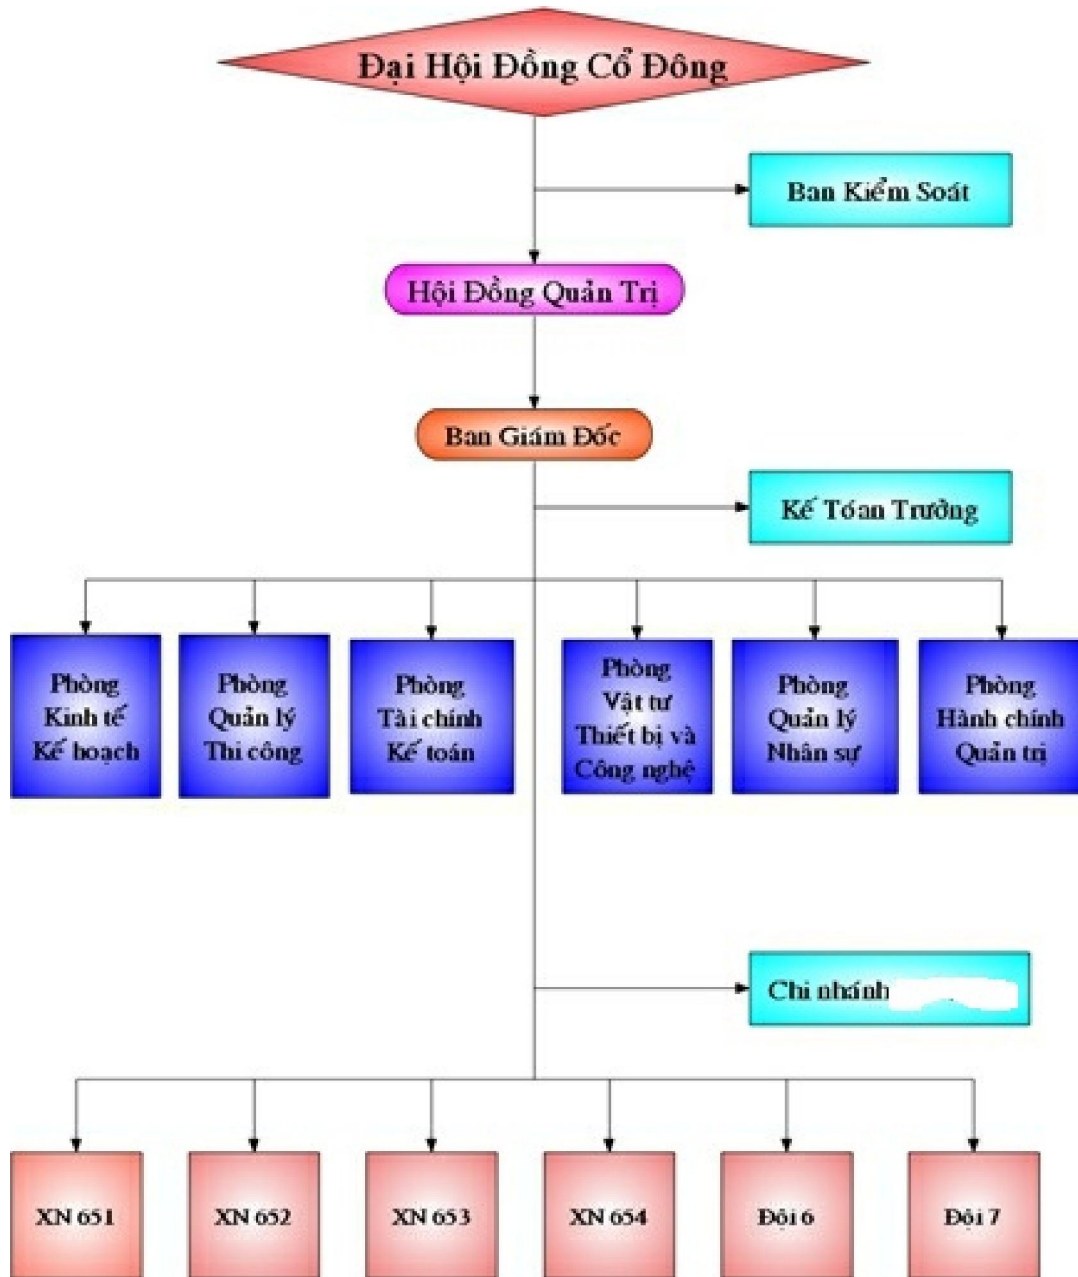 Đại Hội Đồng Cổ Đông
Ban Kiểm Soát
Hội Đồng Quản Trị
Ban Giám Đốc
Kế Tóan Trưởng
Phòng
Kinh tế
Kế hoạch
Phòng
Quản lý
Thi công
Phòng
Tài chính
Kế toán
Phòng
Vật tư
Thiết bị và
Công nghệ
Phòng
Quản lý
Nhân sự
Phòng
Hành chính
Quản trị
Chi nhánh
XN 651
XN 652
XN 653
XN 654
Đội 6
Đội 7